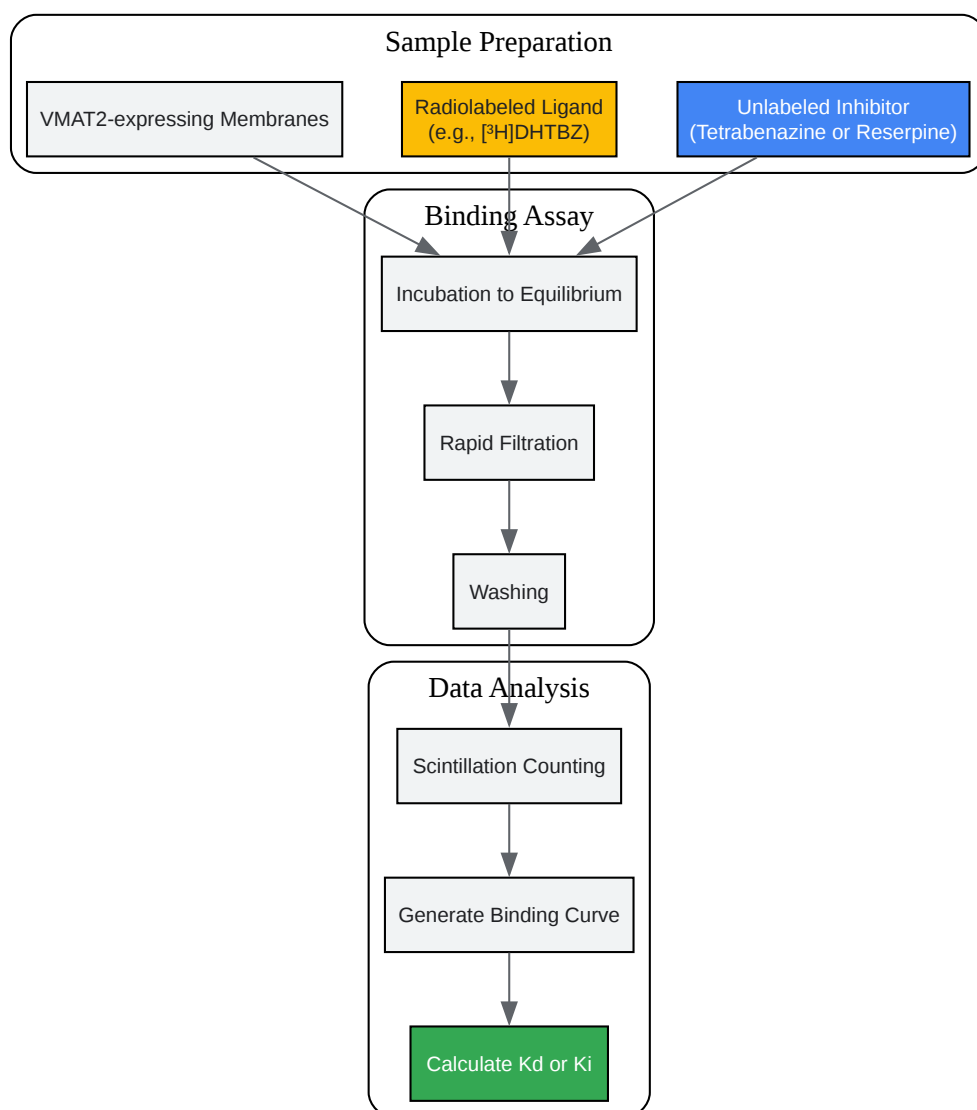 Sample Preparation
VMAT2-expressing Membranes
Radiolabeled Ligand
(e.g., [³H]DHTBZ)
Unlabeled Inhibitor
(Tetrabenazine or Reserpine)
Binding Assay
Incubation to Equilibrium
Rapid Filtration
Washing
Data Analysis
Scintillation Counting
Generate Binding Curve
Calculate Kd or Ki